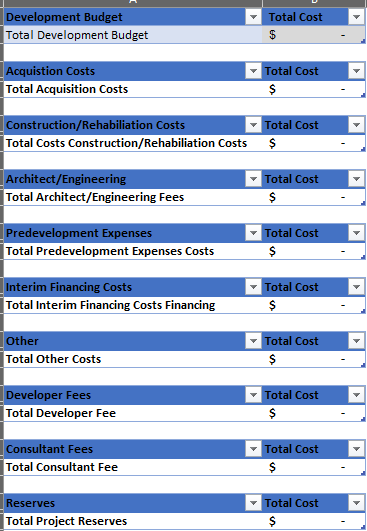 Development Budget Total Cost
Total Development Budget $ -
Acquistion Costs Total Cost
Total Acquisition Costs $ -
Construction/Rehabiliation Costs Total Cost
Total Costs Construction/Rehabiliation Costs $ -
Architect/Engineering Total Cost
Total Architect/Engineering Fees $ -
Predevelopment Expenses Total Cost
Total Predevelopment Expenses Costs $ -
Interim Financing Costs Total Cost
Total Interim Financing Costs Financing $ -
Other Total Cost
Total Other Costs $ -
Developer Fees Total Cost
Total Developer Fee $ -
Consultant Fees Total Cost
Total Consultant Fee $ -
Reserves Total Cost
Total Project Reserves $ -